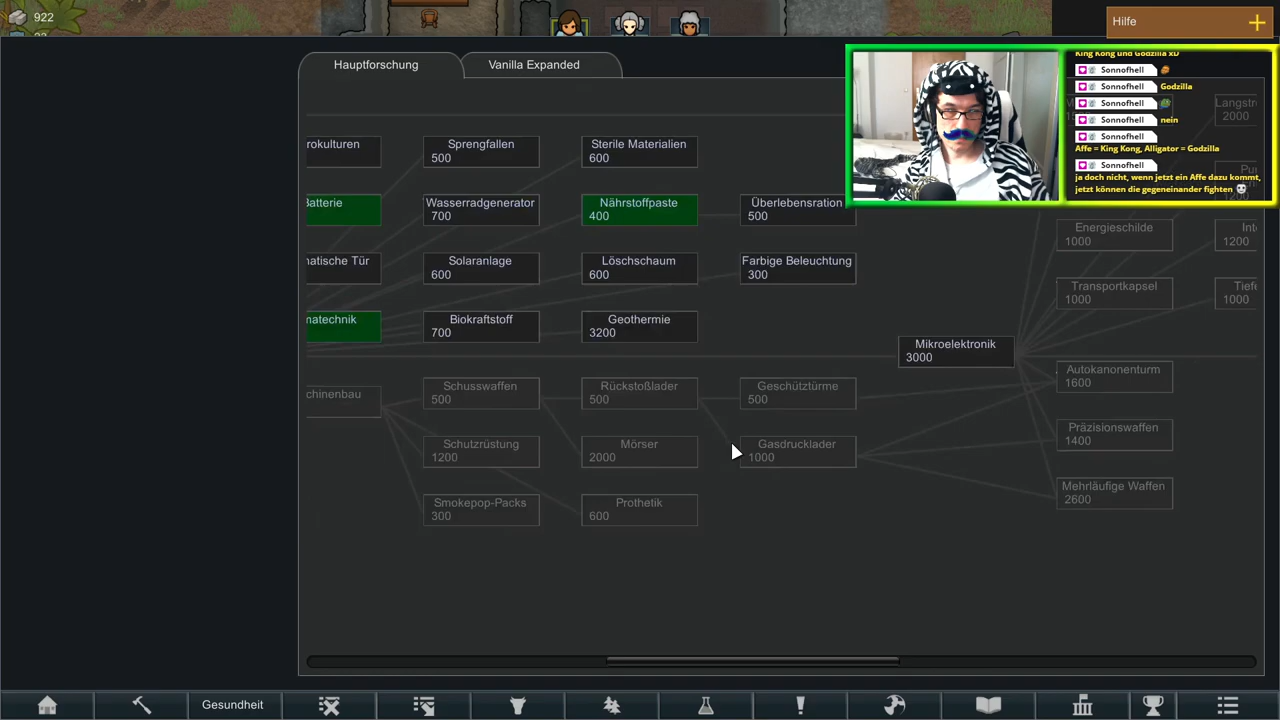 922
Hilfe
Haupforschung
Vanilla Expanded
King Kong und Godzilla xD
Sonnofhell
Sonnofhell Godzilla
Sonnofhell
Sonnofhell nein
Sonnofhell
Affe = King Kong, Alligator = Godzilla
Sonnofhell
ja doch nicht, wenn jetzt ein Affe dazu kommt,
jetzt können die gegeneinander fighten
rokulturen
Sprengfallen
500
Sterile Materialien
600
Langstr
2000
Batterie
Wasserradgenerator
700
Nährstoffpaste
400
Überlebensration
500
1200
Energieschilde
1000
Int
1200
natische Tür
Solaranlage
600
Löschschaum
600
Farbige Beleuchtung
300
Transportkapsel
1000
Tiefe
1000
matechnik
Biokraftstoff
700
Geothermie
3200
Mikroelektronik
3000
chinenbau
Schusswaffen
500
Rückstoßlader
500
Geschütztürme
500
Autokanonenturm
1600
Schutzrüstung
1200
Mörser
2000
Gasdrucklader
1000
Präzisionswaffen
1400
Smokepop-Packs
300
Prothetik
600
Mehrläufige Waffen
2600
Gesundheit